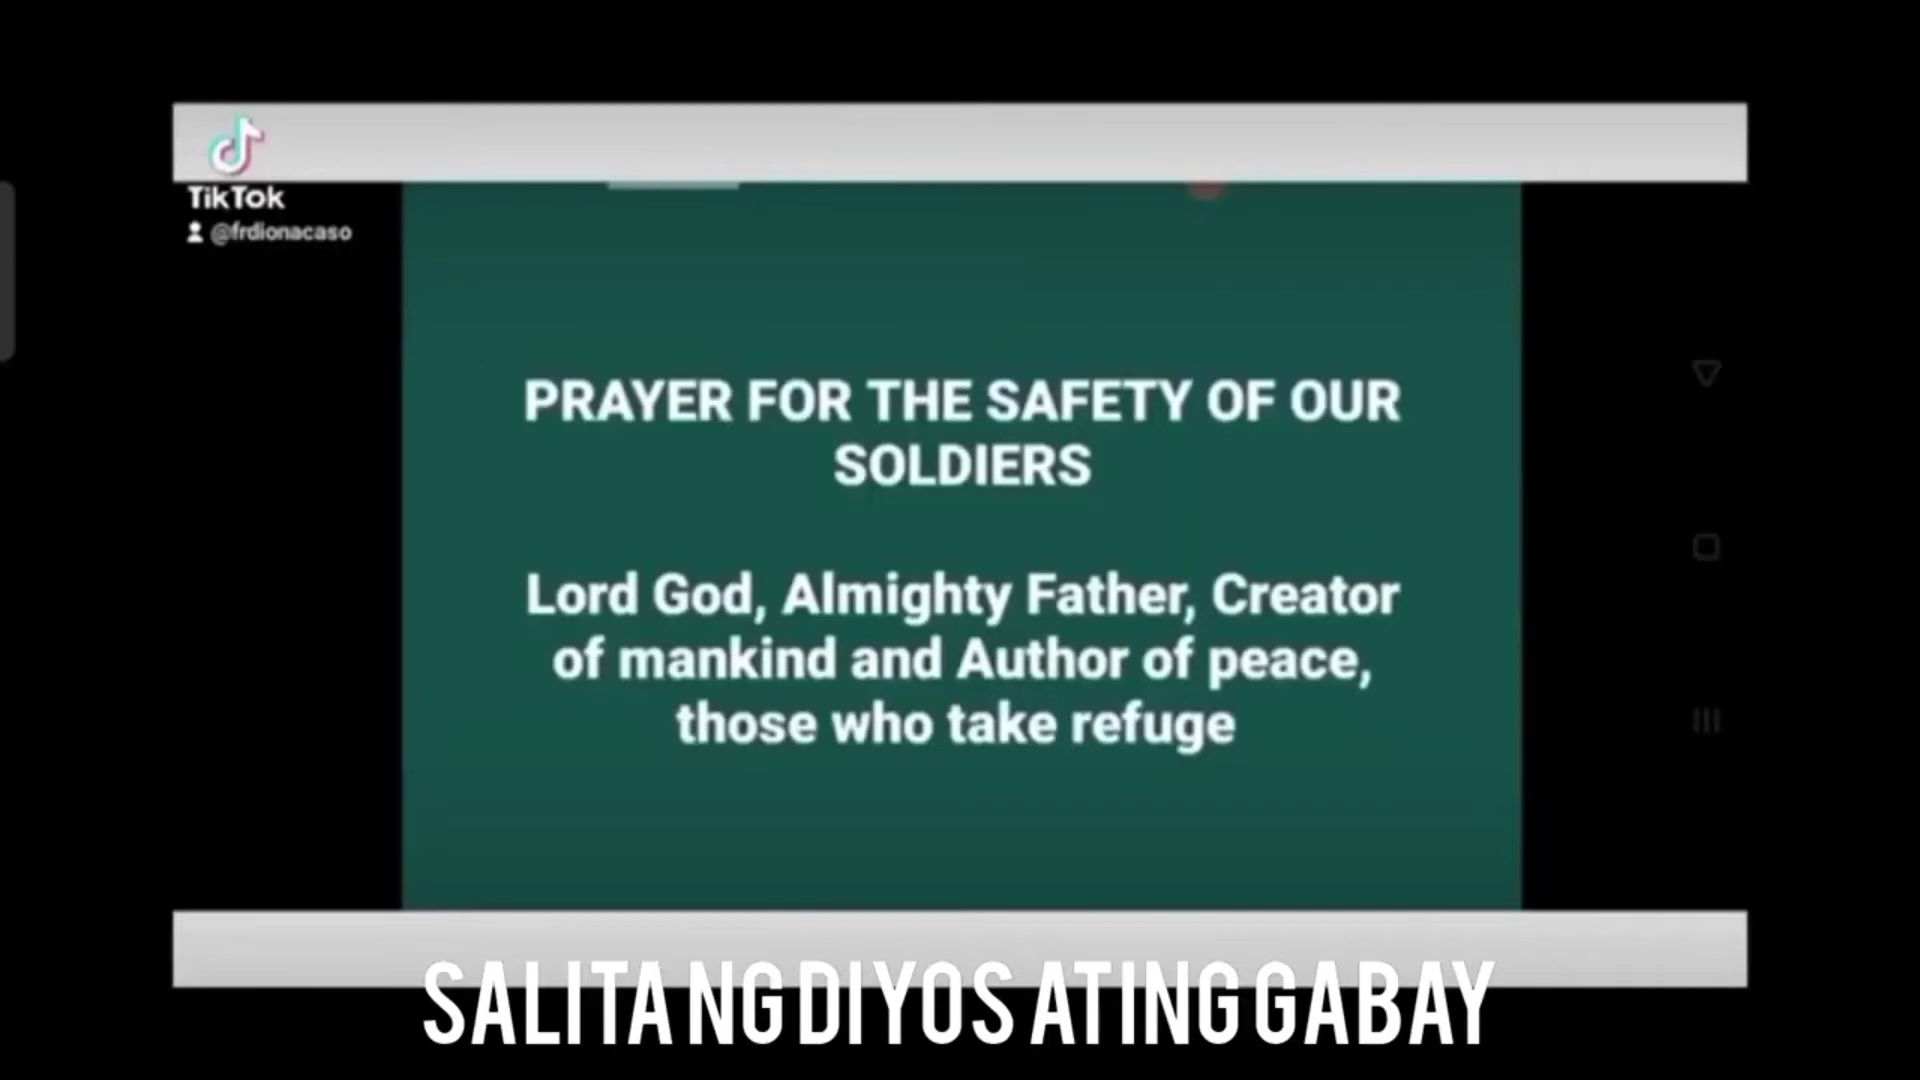 TikTok
@frdionacaso
PRAYER FOR THE SAFETY OF OUR
SOLDIERS
Lord God, Almighty Father, Creator
of mankind and Author of peace,
those who take refuge
SALITA NG DIYOS ATING GABAY